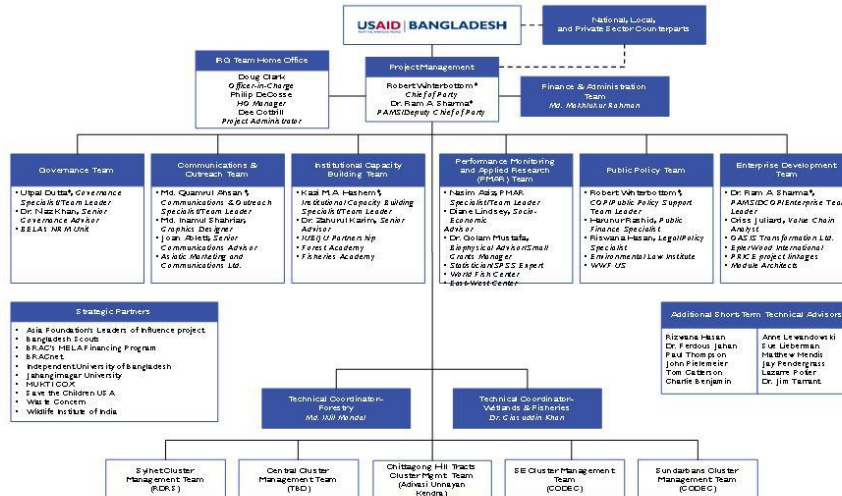 USAID | BANGLADESH
National, Local,
and Private Sector Counterparts
IRG Team Home Office
Doug Clark
Officer-in-Charge
Philip DeCosse
HO Manager
Dee Cottrill
Project Administrator
Project Management
Robert Winterbottom*
Chief of Party
Dr. Ram A Sharma*
PAMS/Deputy Chief of Party
Finance & Administration
Team
Md. Mokhlukur Rahman
Governance Team
• Utpal Dutta*, Governance
Specialist/Team Leader
• Dr. Naz Khan, Senior
Governance Advisor
• BELAS NRM Unit
Communications &
Outreach Team
• Md. Quamrul Ahsan*,
Communications & Outreach
Specialist/Team Leader
• Md. Inamul Shahriar,
Graphics Designer
• Joan Ablett, Senior
Communications Advisor
• Asiatic Marketing and
Communications Ltd.
Institutional Capacity
Building Team
• Kazi M.A Hashem*,
Institutional Capacity Building
Specialist/Team Leader
• Dr. Zahurul Karim, Senior
Advisor
• IUB/JU Partnership
• Forest Academy
• Fisheries Academy
Performance Monitoring
and Applied Research
(PMAR) Team
• Nasim Aziz, PMAR
Specialist/Team Leader
• Diane Lindsey, Socio-
Economic
Advisor
• Dr. Golam Mustafa,
Biophysical Advisor/Small
Grants Manager
• Statistician/SPSS Expert
• World Fish Center
• East-West Center
Public Policy Team
• Robert Winterbottom*,
COP/Public Policy Support
Team Leader
• Harunur Rashid, Public
Finance Specialist
• Riswana Hasan, Legal/Policy
Specialist
• Environmental Law Institute
• WWF US
Enterprise Development
Team
• Dr. Ram A Sharma*,
PAMS/DCOP/Enterprise Team
Leader
• Oriss Juliard, Value Chain
Analyst
• OASIS Transformation Ltd.
• EplerWood International
• PRICE project linkages
• Module Architects
Strategic Partners
• Asia Foundation's Leaders of Influence project
• Bangladesh Scouts
• BRAC's MELA Financing Program
• BRACnet
• Independent University of Bangladesh
• Jahangirnagar University
• MUKTI COX
• Save the Children USA
• Waste Concern
• Wildlife Institute of India
Additional Short-Term Technical Advisors
Rizwana Hasan
Dr. Ferdous Jahan
Paul Thompson
John Pielemeier
Tom Catterson
Charlie Benjamin
Anne Lewandowski
Sue Lieberman
Matthew Mendis
Jay Pendergrass
Lazarre Potier
Dr. Jim Tarrant
Technical Coordinator-
Forestry
Md. Mondal
Technical Coordinator-
Wetlands & Fisheries
Dr. Giasuddin Khan
Sylhet Cluster
Management Team
(RDRS)
Central Cluster
Management Team
(TBD)
Chittagong Hill Tracts
Cluster Mgmt. Team
(Adivasi Unnayan
Kendra)
SE Cluster Management
Team
(CODEC)
Sundarbans Cluster
Management Team
(CODEC)